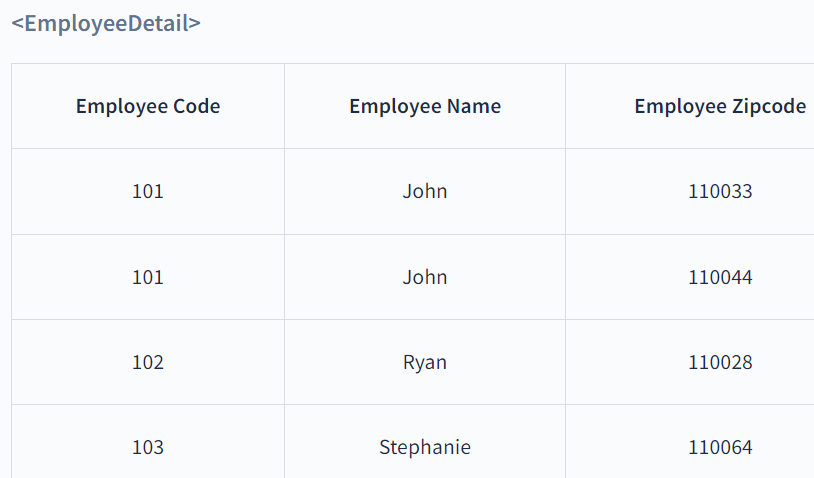 <EmployeeDetail>
Employee Code Employee Name Employee Zipcode
101 John 110033
101 John 110044
102 Ryan 110028
103 Stephanie 110064